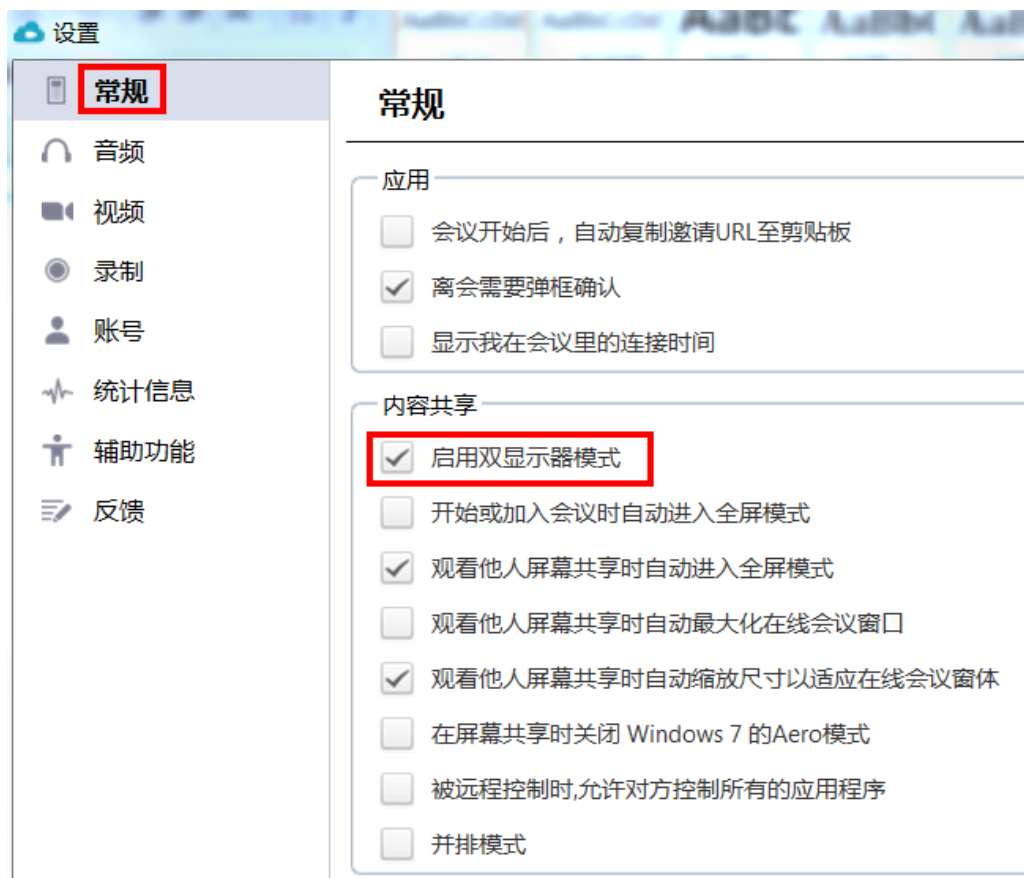 设置
常规
音频
视频
录制
账号
统计信息
辅助功能
反馈
常规
应用
会议开始后，自动复制邀请URL至剪贴板
离会需要弹框确认
显示我在会议里的连接时间
内容共享
启用双显示器模式
开始或加入会议时自动进入全屏模式
观看他人屏幕共享时自动进入全屏模式
观看他人屏幕共享时自动最大化在线会议窗口
观看他人屏幕共享时自动缩放尺寸以适应在线会议窗体
在屏幕共享时关闭 Windows 7 的Aero模式
被远程控制时,允许对方控制所有的应用程序
并排模式